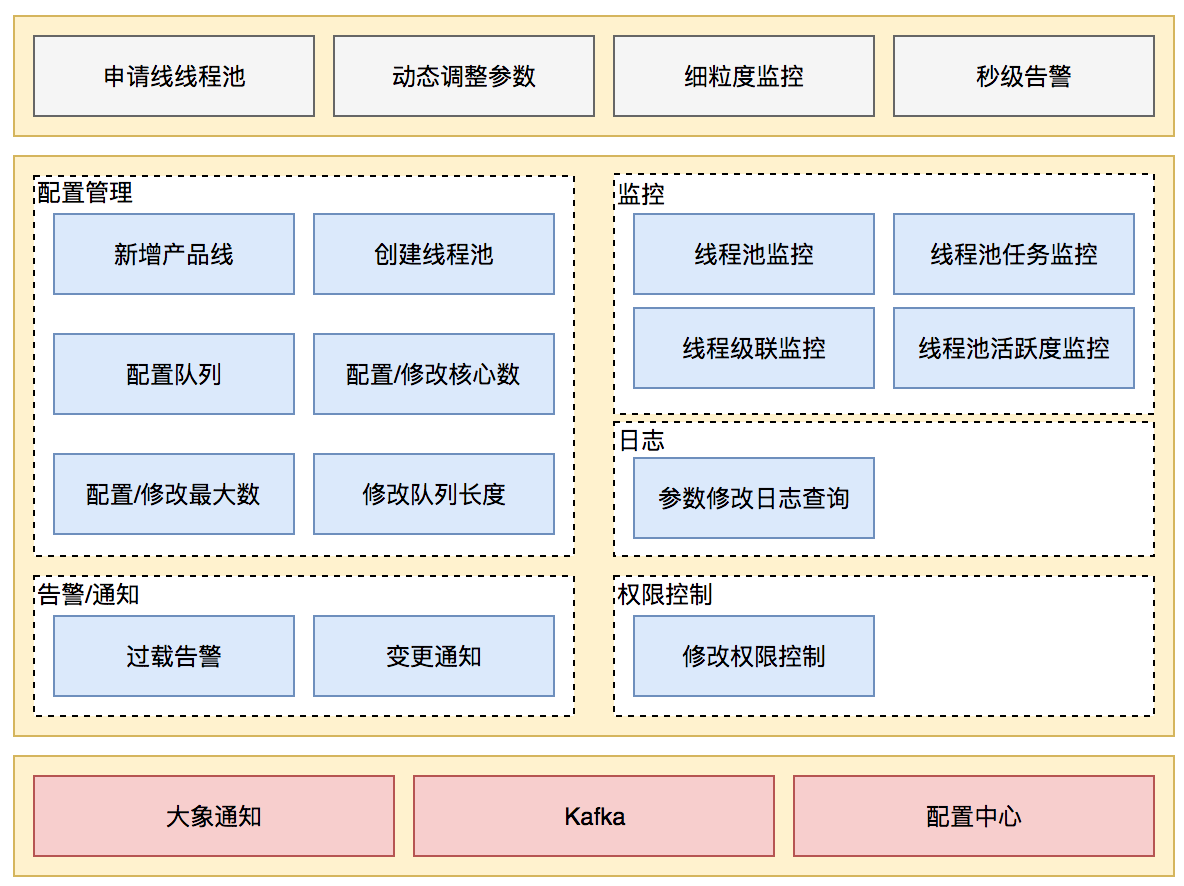 申请线线程池
动态调整参数
细粒度监控
秒级告警
配置管理
新增产品线
创建线程池
配置队列
配置/修改核心数
配置/修改最大数
修改队列长度
监控
线程池监控
线程池任务监控
线程级联监控
线程池活跃度监控
日志
参数修改日志查询
告警/通知
过载告警
变更通知
权限控制
修改权限控制
大象通知
Kafka
配置中心